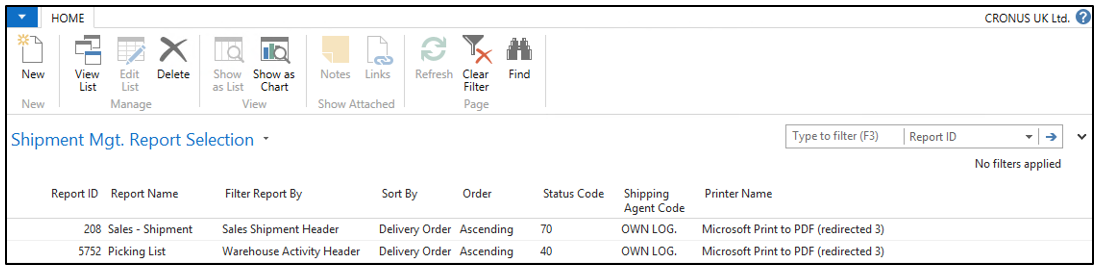 HOME
CRONUS UK Ltd.
New
View List
Edit List
Delete
Show as List
Show as Chart
Notes
Links
Refresh
Clear Filter
Find
New
Manage
View
Show Attached
Page
Shipment Mgt. Report Selection
Type to filter (F3)
Report ID
No filters applied
Report ID Report Name Filter Report By Sort By Order Status Code Shipping Agent Code Printer Name
208 Sales - Shipment Sales Shipment Header Delivery Order Ascending 70 OWN LOG. Microsoft Print to PDF (redirected 3)
5752 Picking List Warehouse Activity Header Delivery Order Ascending 40 OWN LOG. Microsoft Print to PDF (redirected 3)